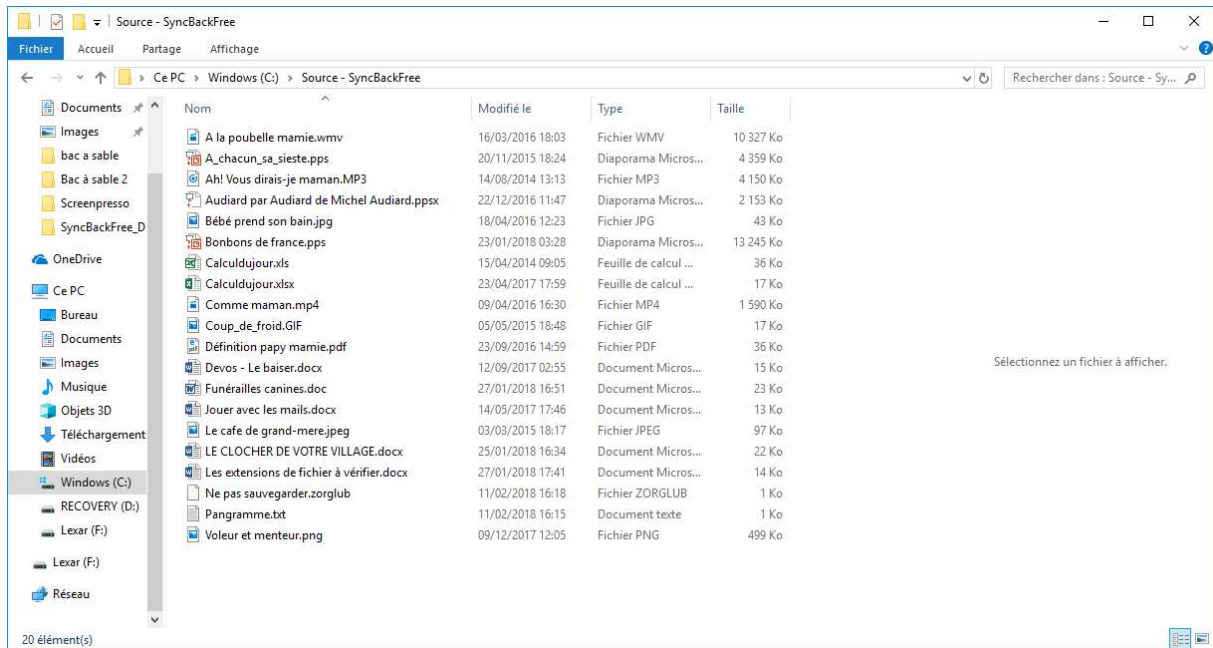 Source - SyncBackFree
Fichier Accueil Partage Affichage
Ce PC > Windows (C:) > Source - SyncBackFree Rechercher dans : Source - Sy...
Documents Nom Modifié le Type Taille
Images A la poubelle mamie.wmv 16/03/2016 18:03 Fichier WMV 10 327 Ko
bac a sable A_chacun_sa_sieste.pps 20/11/2015 18:24 Diaporama Micros... 4 359 Ko
Bac à sable 2 Ah! Vous dirais-je maman.MP3 14/08/2014 13:13 Fichier MP3 4 150 Ko
Screenpresso Audiard par Audiard de Michel Audiard.ppsx 22/12/2016 11:47 Diaporama Micros... 2 153 Ko
SyncBackFree_D Bébé prend son bain.jpg 18/04/2016 12:23 Fichier JPG 43 Ko
Bonbons de france.pps 23/01/2018 03:28 Diaporama Micros... 13 245 Ko
OneDrive Calculdujour.xls 15/04/2014 09:05 Feuille de calcul ... 36 Ko
Ce PC Calculdujour.xlsx 23/04/2017 17:59 Feuille de calcul ... 17 Ko
Bureau Comme maman.mp4 09/04/2016 16:30 Fichier MP4 1 590 Ko
Coup_de_froid.GIF 05/05/2015 18:48 Fichier GIF 17 Ko
Documents Définition papy mamie.pdf 23/09/2016 14:59 Fichier PDF 36 Ko
Images Devos - Le baiser.docx 12/09/2017 02:55 Document Micros... 15 Ko Sélectionnez un fichier à afficher.
Musique Funérailles canines.doc 27/01/2018 16:51 Document Micros... 23 Ko
Objets 3D Jouer avec les mails.docx 14/05/2017 17:46 Document Micros... 13 Ko
Téléchargement Le cafe de grand-mere.jpeg 03/03/2015 18:17 Fichier JPEG 97 Ko
Vidéos LE CLOCHER DE VOTRE VILLAGE.docx 25/01/2018 16:34 Document Micros... 22 Ko
Windows (C:) Les extensions de fichier à vérifier.docx 27/01/2018 17:41 Document Micros... 14 Ko
RECOVERY (D:) Ne pas sauvegarder.zorglub 11/02/2018 16:18 Fichier ZORGLUB 1 Ko
Pangramme.txt 11/02/2018 16:15 Document texte 1 Ko
Lexar (F:) Voleur et menteur.png 09/12/2017 12:05 Fichier PNG 499 Ko
Lexar (F:)
Réseau
20 élément(s)